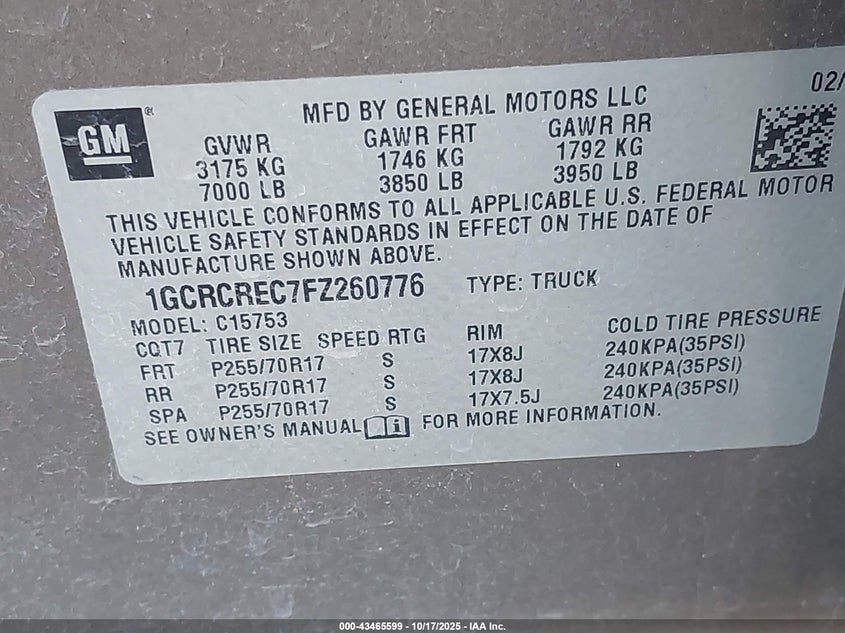 02/
GM
®
MFD BY GENERAL MOTORS LLC
GVWR GAWR FRT GAWR RR
3175 KG 1746 KG 1792 KG
7000 LB 3850 LB 3950 LB
THIS VEHICLE CONFORMS TO ALL APPLICABLE U.S. FEDERAL MOTOR
VEHICLE SAFETY STANDARDS IN EFFECT ON THE DATE OF
MANUFACTURE SHOWN ABOVE.
1GCRCREC7FZ260776 TYPE: TRUCK
MODEL: C15753
CQT7 TIRE SIZE SPEED RTG RIM COLD TIRE PRESSURE
FRT P255/70R17 S 17X8J 240KPA(35PSI)
RR P255/70R17 S 17X8J 240KPA(35PSI)
SPA P255/70R17 S 17X7.5J 240KPA(35PSI)
SEE OWNER'S MANUAL i FOR MORE INFORMATION.
000-43465599 - 10/17/2025 - IAA Inc.